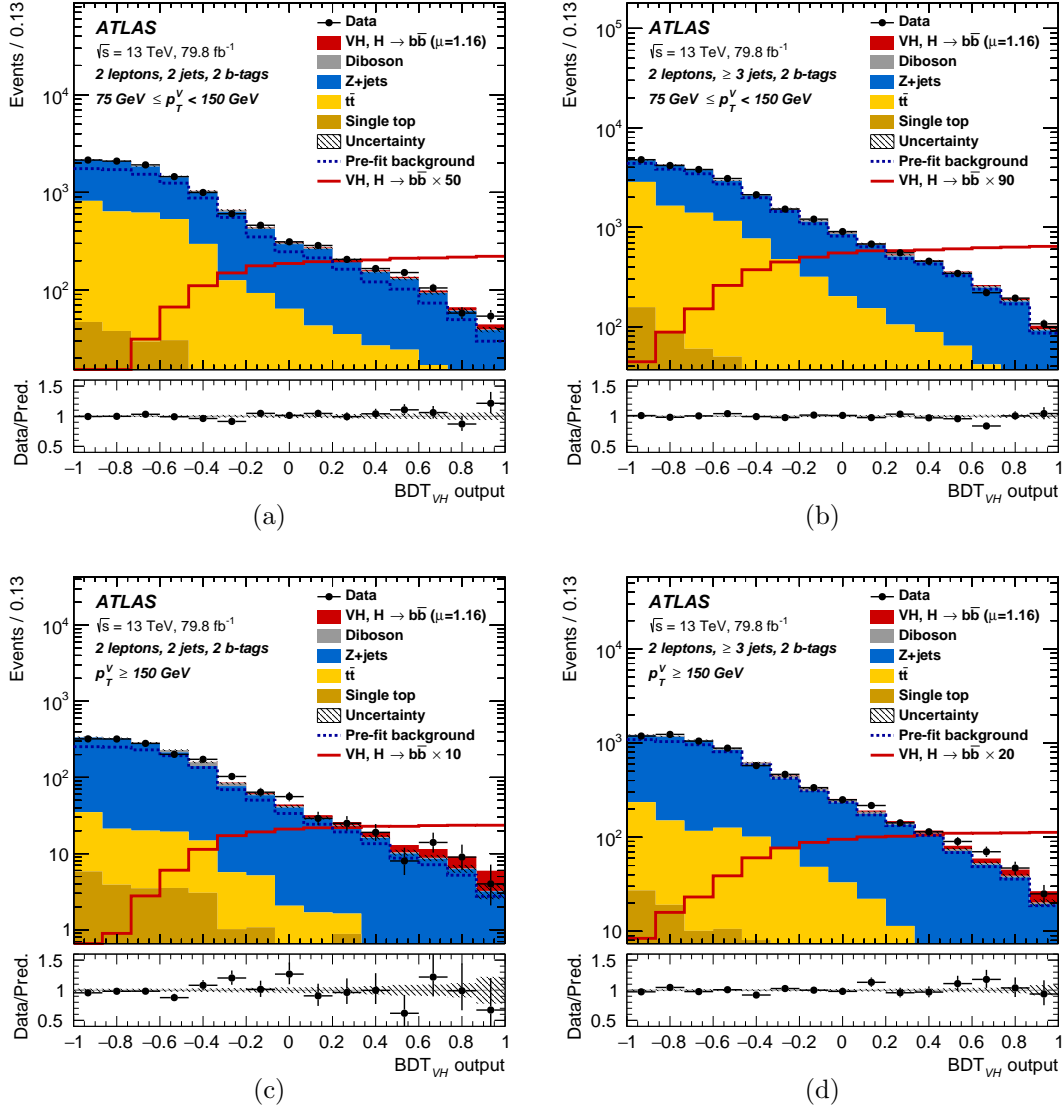 Events / 0.13
10³
10²
ATLAS
√s = 13 TeV, 79.8 fb⁻¹
2 leptons, 2 jets, 2 b-tags
75 GeV ≤ p_T^V < 150 GeV
Data
VH, H → bb̅ (μ=1.16)
Diboson
Z+jets
tt̅
Single top
Uncertainty
Pre-fit background
VH, H → bb̅ × 50
Data/Pred.
1.5
1
0.5
−1 −0.8 −0.6 −0.4 −0.2 0 0.2 0.4 0.6 0.8 1
BDT_VH output
(a)
Events / 0.13
10⁵
10⁴
10³
10²
ATLAS
√s = 13 TeV, 79.8 fb⁻¹
2 leptons, ≥ 3 jets, 2 b-tags
75 GeV ≤ p_T^V < 150 GeV
Data
VH, H → bb̅ (μ=1.16)
Diboson
Z+jets
tt̅
Single top
Uncertainty
Pre-fit background
VH, H → bb̅ × 90
Data/Pred.
1.5
1
0.5
−1 −0.8 −0.6 −0.4 −0.2 0 0.2 0.4 0.6 0.8 1
BDT_VH output
(b)
Events / 0.13
10⁴
10³
10²
10
1
ATLAS
√s = 13 TeV, 79.8 fb⁻¹
2 leptons, 2 jets, 2 b-tags
p_T^V ≥ 150 GeV
Data
VH, H → bb̅ (μ=1.16)
Diboson
Z+jets
tt̅
Single top
Uncertainty
Pre-fit background
VH, H → bb̅ × 10
Data/Pred.
1.5
1
0.5
−1 −0.8 −0.6 −0.4 −0.2 0 0.2 0.4 0.6 0.8 1
BDT_VH output
(c)
Events / 0.13
10⁴
10³
10²
10
ATLAS
√s = 13 TeV, 79.8 fb⁻¹
2 leptons, ≥ 3 jets, 2 b-tags
p_T^V ≥ 150 GeV
Data
VH, H → bb̅ (μ=1.16)
Diboson
Z+jets
tt̅
Single top
Uncertainty
Pre-fit background
VH, H → bb̅ × 20
Data/Pred.
1.5
1
0.5
−1 −0.8 −0.6 −0.4 −0.2 0 0.2 0.4 0.6 0.8 1
BDT_VH output
(d)